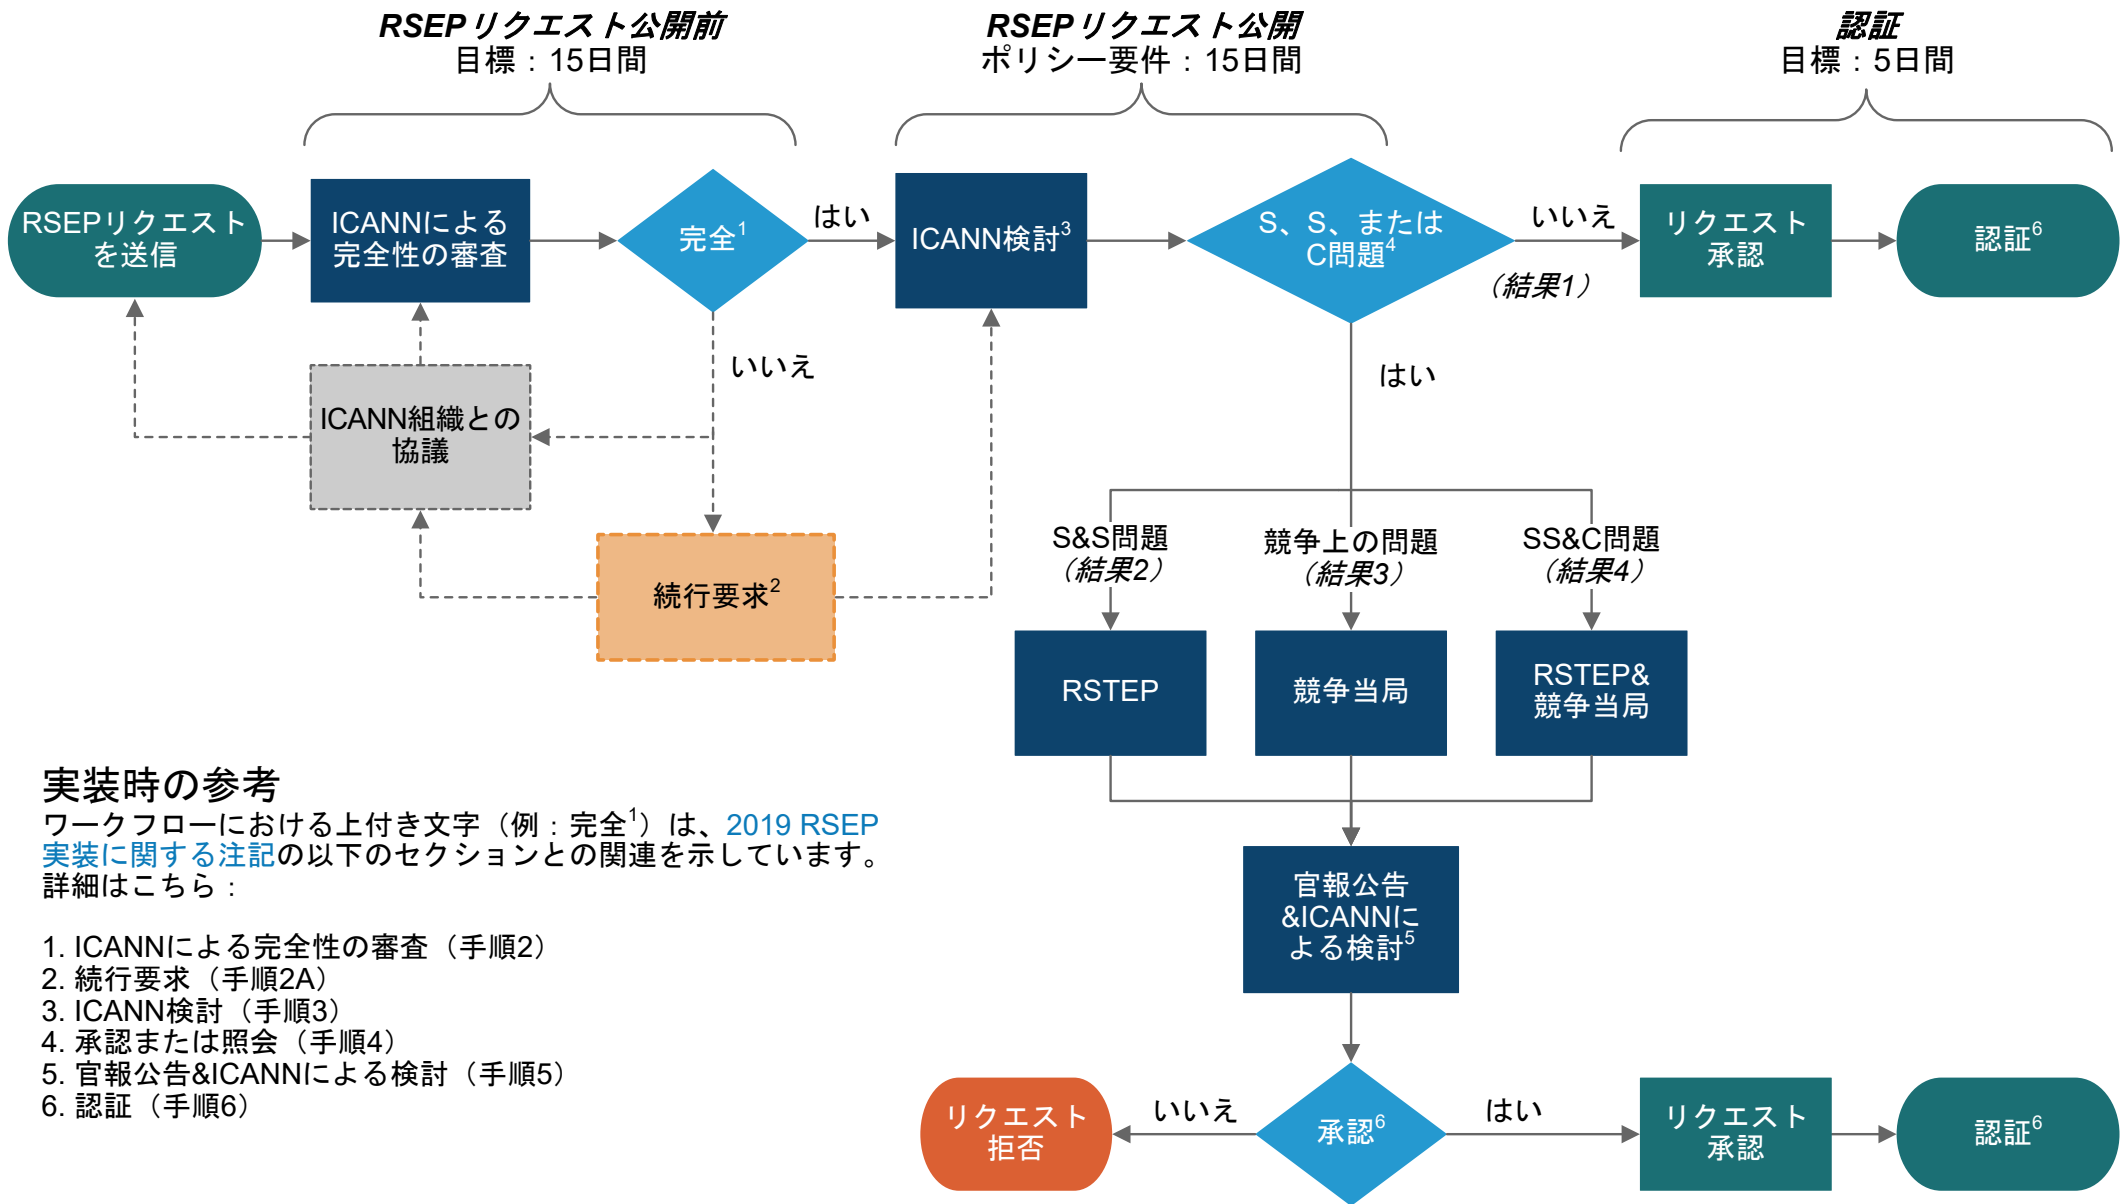 RSEPリクエスト公開前
目標：15日間
RSEPリクエスト公開
ポリシー要件：15日間
認証
目標：5日間
RSEPリクエスト
を送信
ICANNによる
完全性の審査
完全1
はい
ICANN検討3
S、S、または
C問題4
いいえ
（結果1）
リクエスト
承認
認証6
いいえ
はい
ICANN組織との
協議
続行要求2
S&S問題
（結果2）
競争上の問題
（結果3）
SS&C問題
（結果4）
RSTEP
競争当局
RSTEP&
競争当局
実装時の参考
ワークフローにおける上付き文字（例：完全1）は、2019 RSEP
実装に関する注記の以下のセクションとの関連を示しています。
詳細はこちら：
1. ICANNによる完全性の審査（手順2）
2. 続行要求（手順2A）
3. ICANN検討（手順3）
4. 承認または照会（手順4）
5. 官報公告&ICANNによる検討（手順5）
6. 認証（手順6）
官報公告
&ICANNに
よる検討5
リクエスト
拒否
いいえ
承認6
はい
リクエスト
承認
認証6